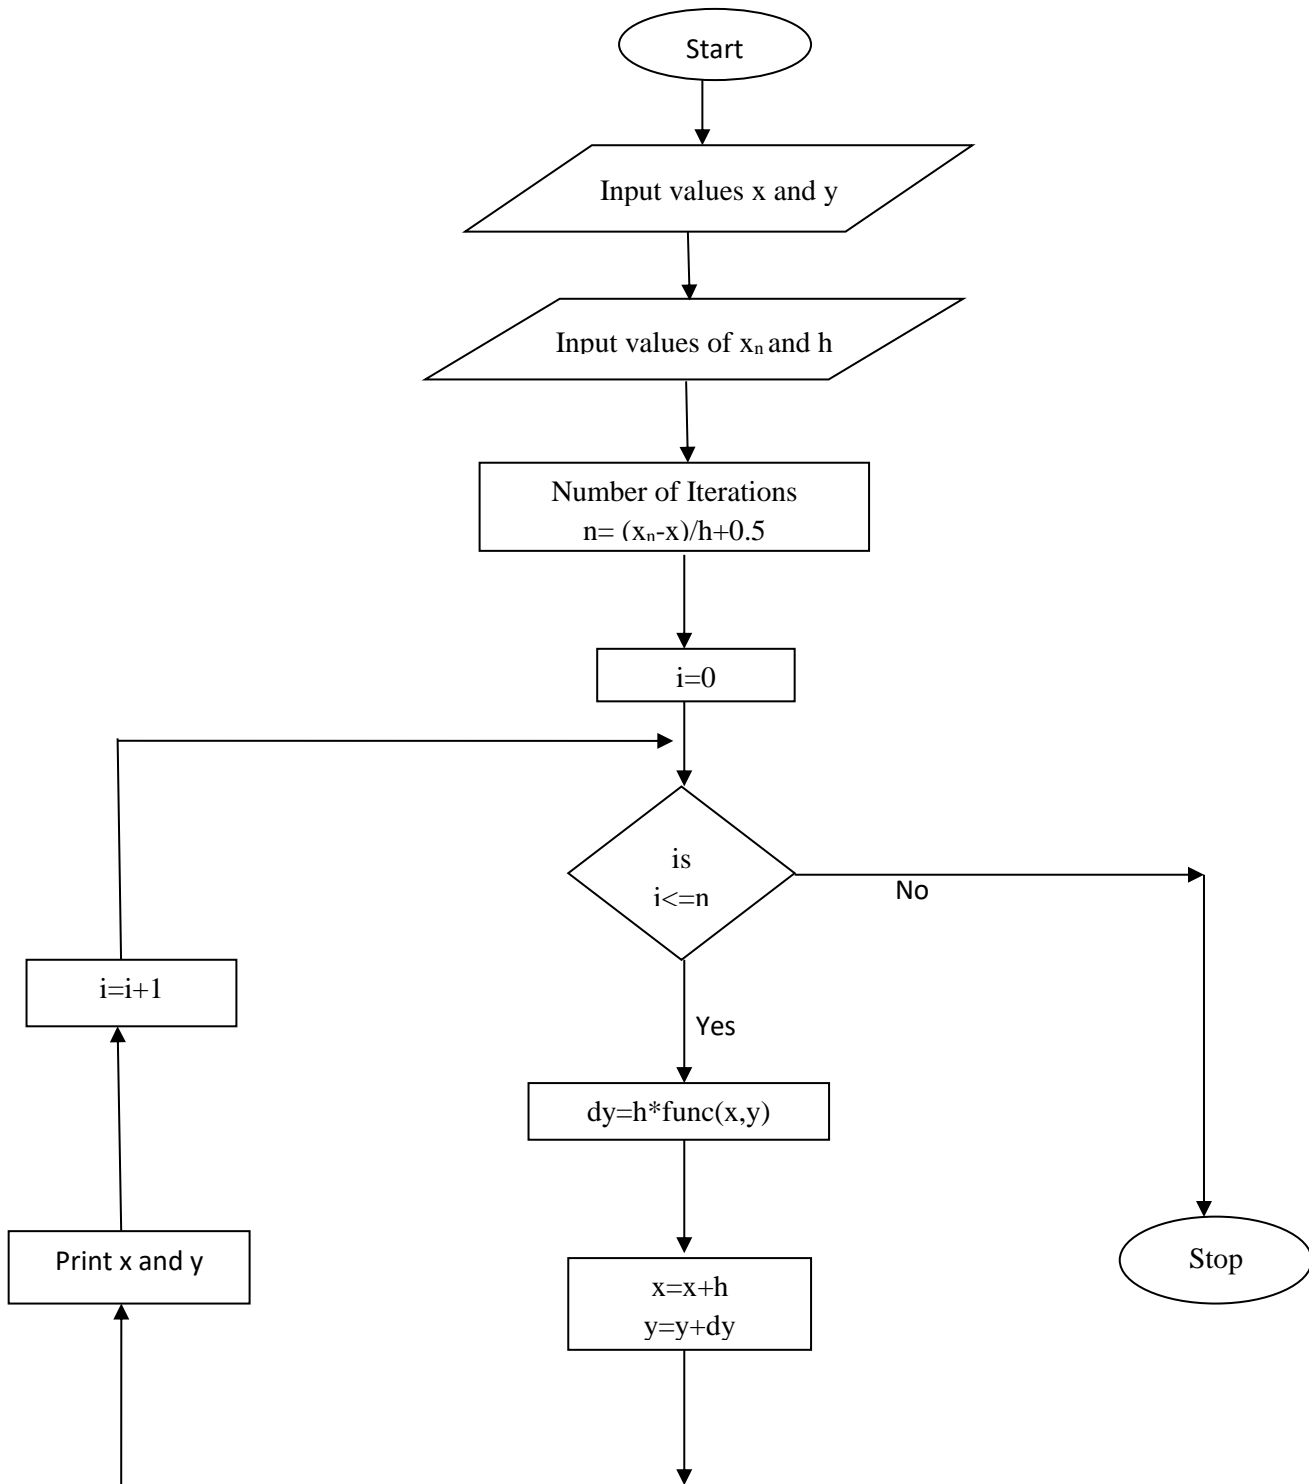 Start
Input values x and y
Input values of xₙ and h
Number of Iterations
n= (xₙ-x)/h+0.5
i=0
is
i<=n
No
i=i+1
Yes
dy=h*func(x,y)
Print x and y
Stop
x=x+h
y=y+dy